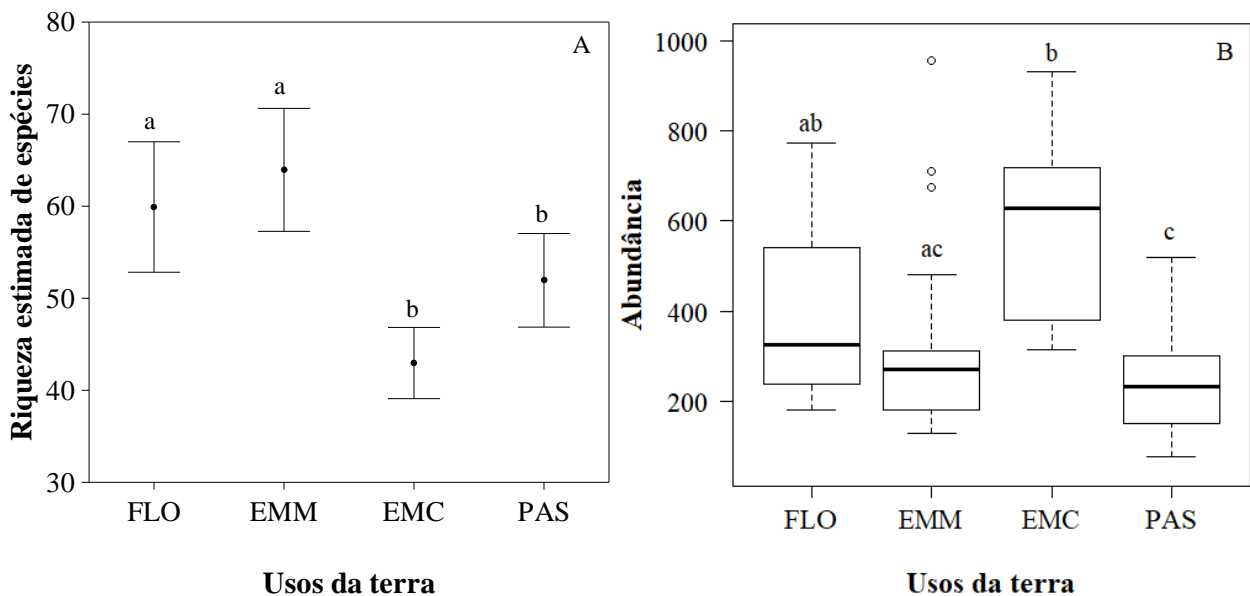 80
70
60
50
40
30
Riqueza estimada de espécies
A
a
a
b
b
FLO EMM EMC PAS
Usos da terra
1000
800
600
400
200
Abundância
B
ab
ac
b
c
FLO EMM EMC PAS
Usos da terra